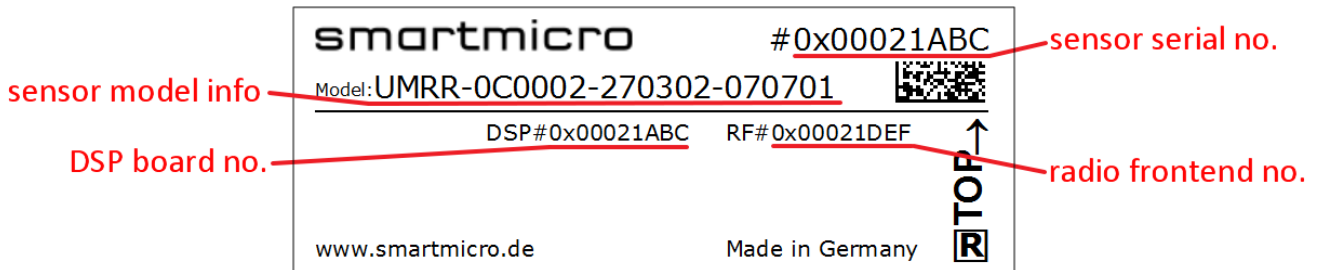 smartmicro #0x00021ABC
sensor serial no.
sensor model info
Model:UMRR-0C0002-270302-070701
DSP#0x00021ABC RF#0x00021DEF
DSP board no.
radio frontend no.
TOP→
R
www.smartmicro.de Made in Germany